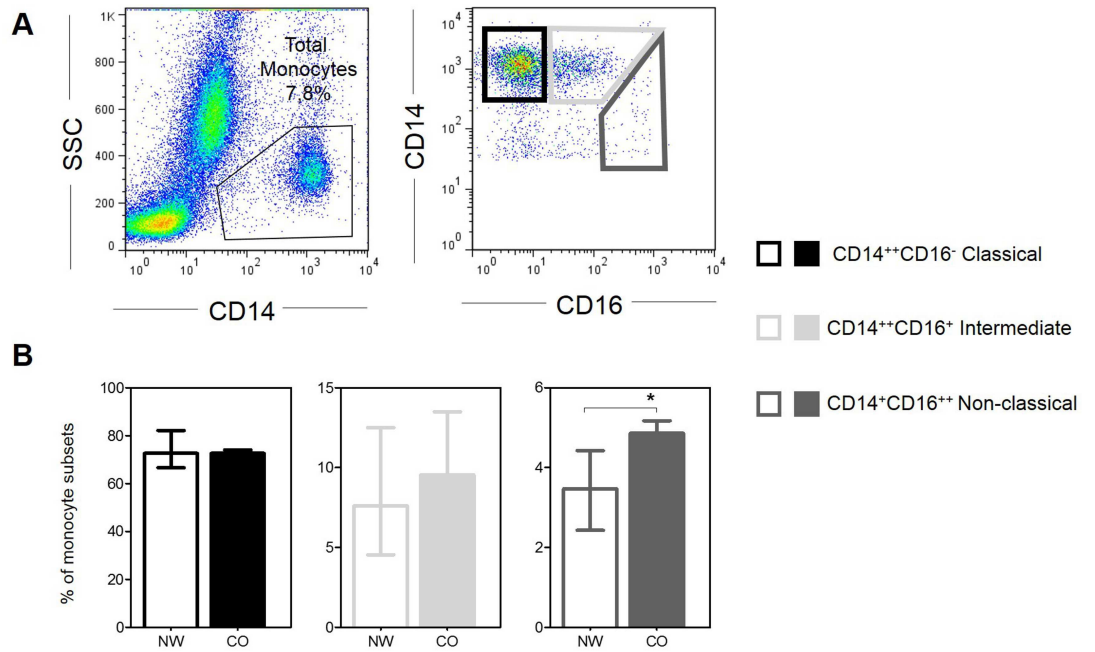 A
1K
800
600
400
200
0
SSC
Total
Monocytes
7,8%
10⁰ 10¹ 10² 10³ 10⁴
CD14
10⁴
10³
10²
10¹
10⁰
CD14
10⁰ 10¹ 10² 10³ 10⁴
CD16
CD14⁺⁺CD16⁻ Classical
CD14⁺⁺CD16⁺ Intermediate
CD14⁺CD16⁺⁺ Non-classical
B
% of monocyte subsets
100
80
60
40
20
0
NW CO
15
10
5
0
NW CO
6
4
2
0
*
NW CO